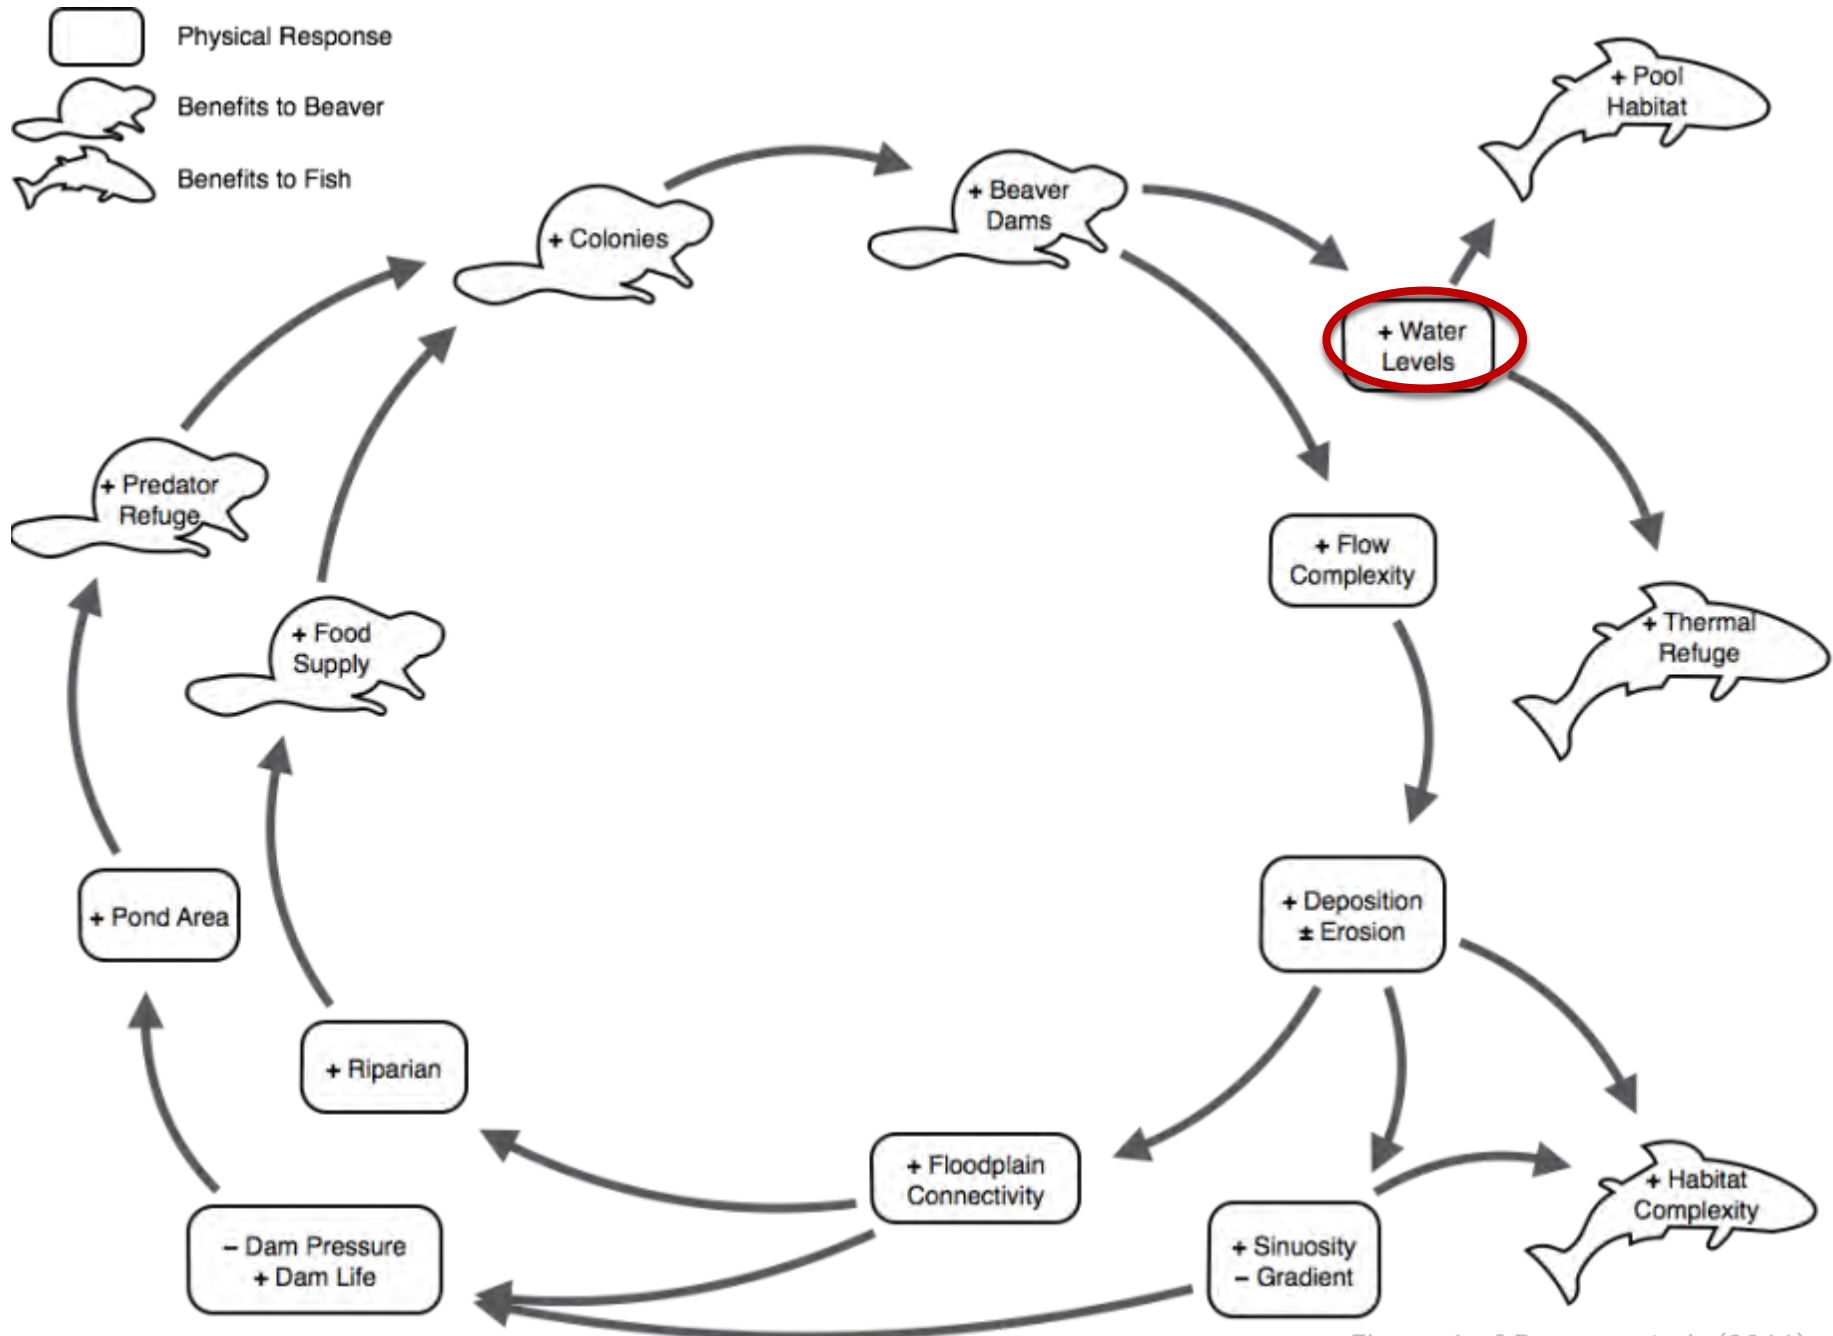 Physical Response
Benefits to Beaver
Benefits to Fish
+ Pool
Habitat
+ Beaver
Dams
+ Colonies
+ Water
Levels
+ Predator
Refuge
+ Flow
Complexity
+ Food
Supply
+ Thermal
Refuge
+ Pond Area
+ Deposition
± Erosion
+ Riparian
+ Floodplain
Connectivity
+ Habitat
Complexity
− Dam Pressure
+ Dam Life
+ Sinuosity
− Gradient